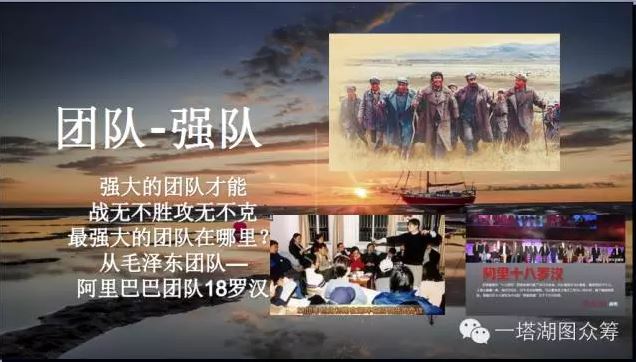 团队-强队
强大的团队才能
战无不胜攻无不克
最强大的团队在哪里？
从毛泽东团队—
阿里巴巴团队18罗汉
阿里十八罗汉
一塔湖图众筹